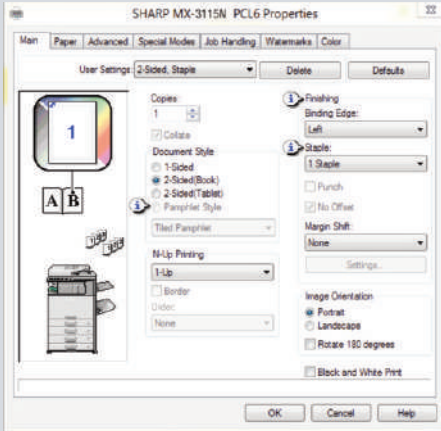 SHARP MX-3115N PCL6 Properties
Main Paper Advanced Special Modes Job Handling Watermarks Color
User Settings: 2-Sided, Staple Delete Defaults
1
A B
Copies:
1
Collate
Document Style
1-Sided
2-Sided(Book)
2-Sided(Tablet)
Pamphlet Style
Tiled Pamphlet
N-Up Printing
1-Up
Border
Order:
None
Finishing
Binding Edge:
Left
Staple:
1 Staple
Punch
No Offset
Margin Shift:
None
Settings...
Image Orientation
Portrait
Landscape
Rotate 180 degrees
Black and White Print
OK Cancel Help